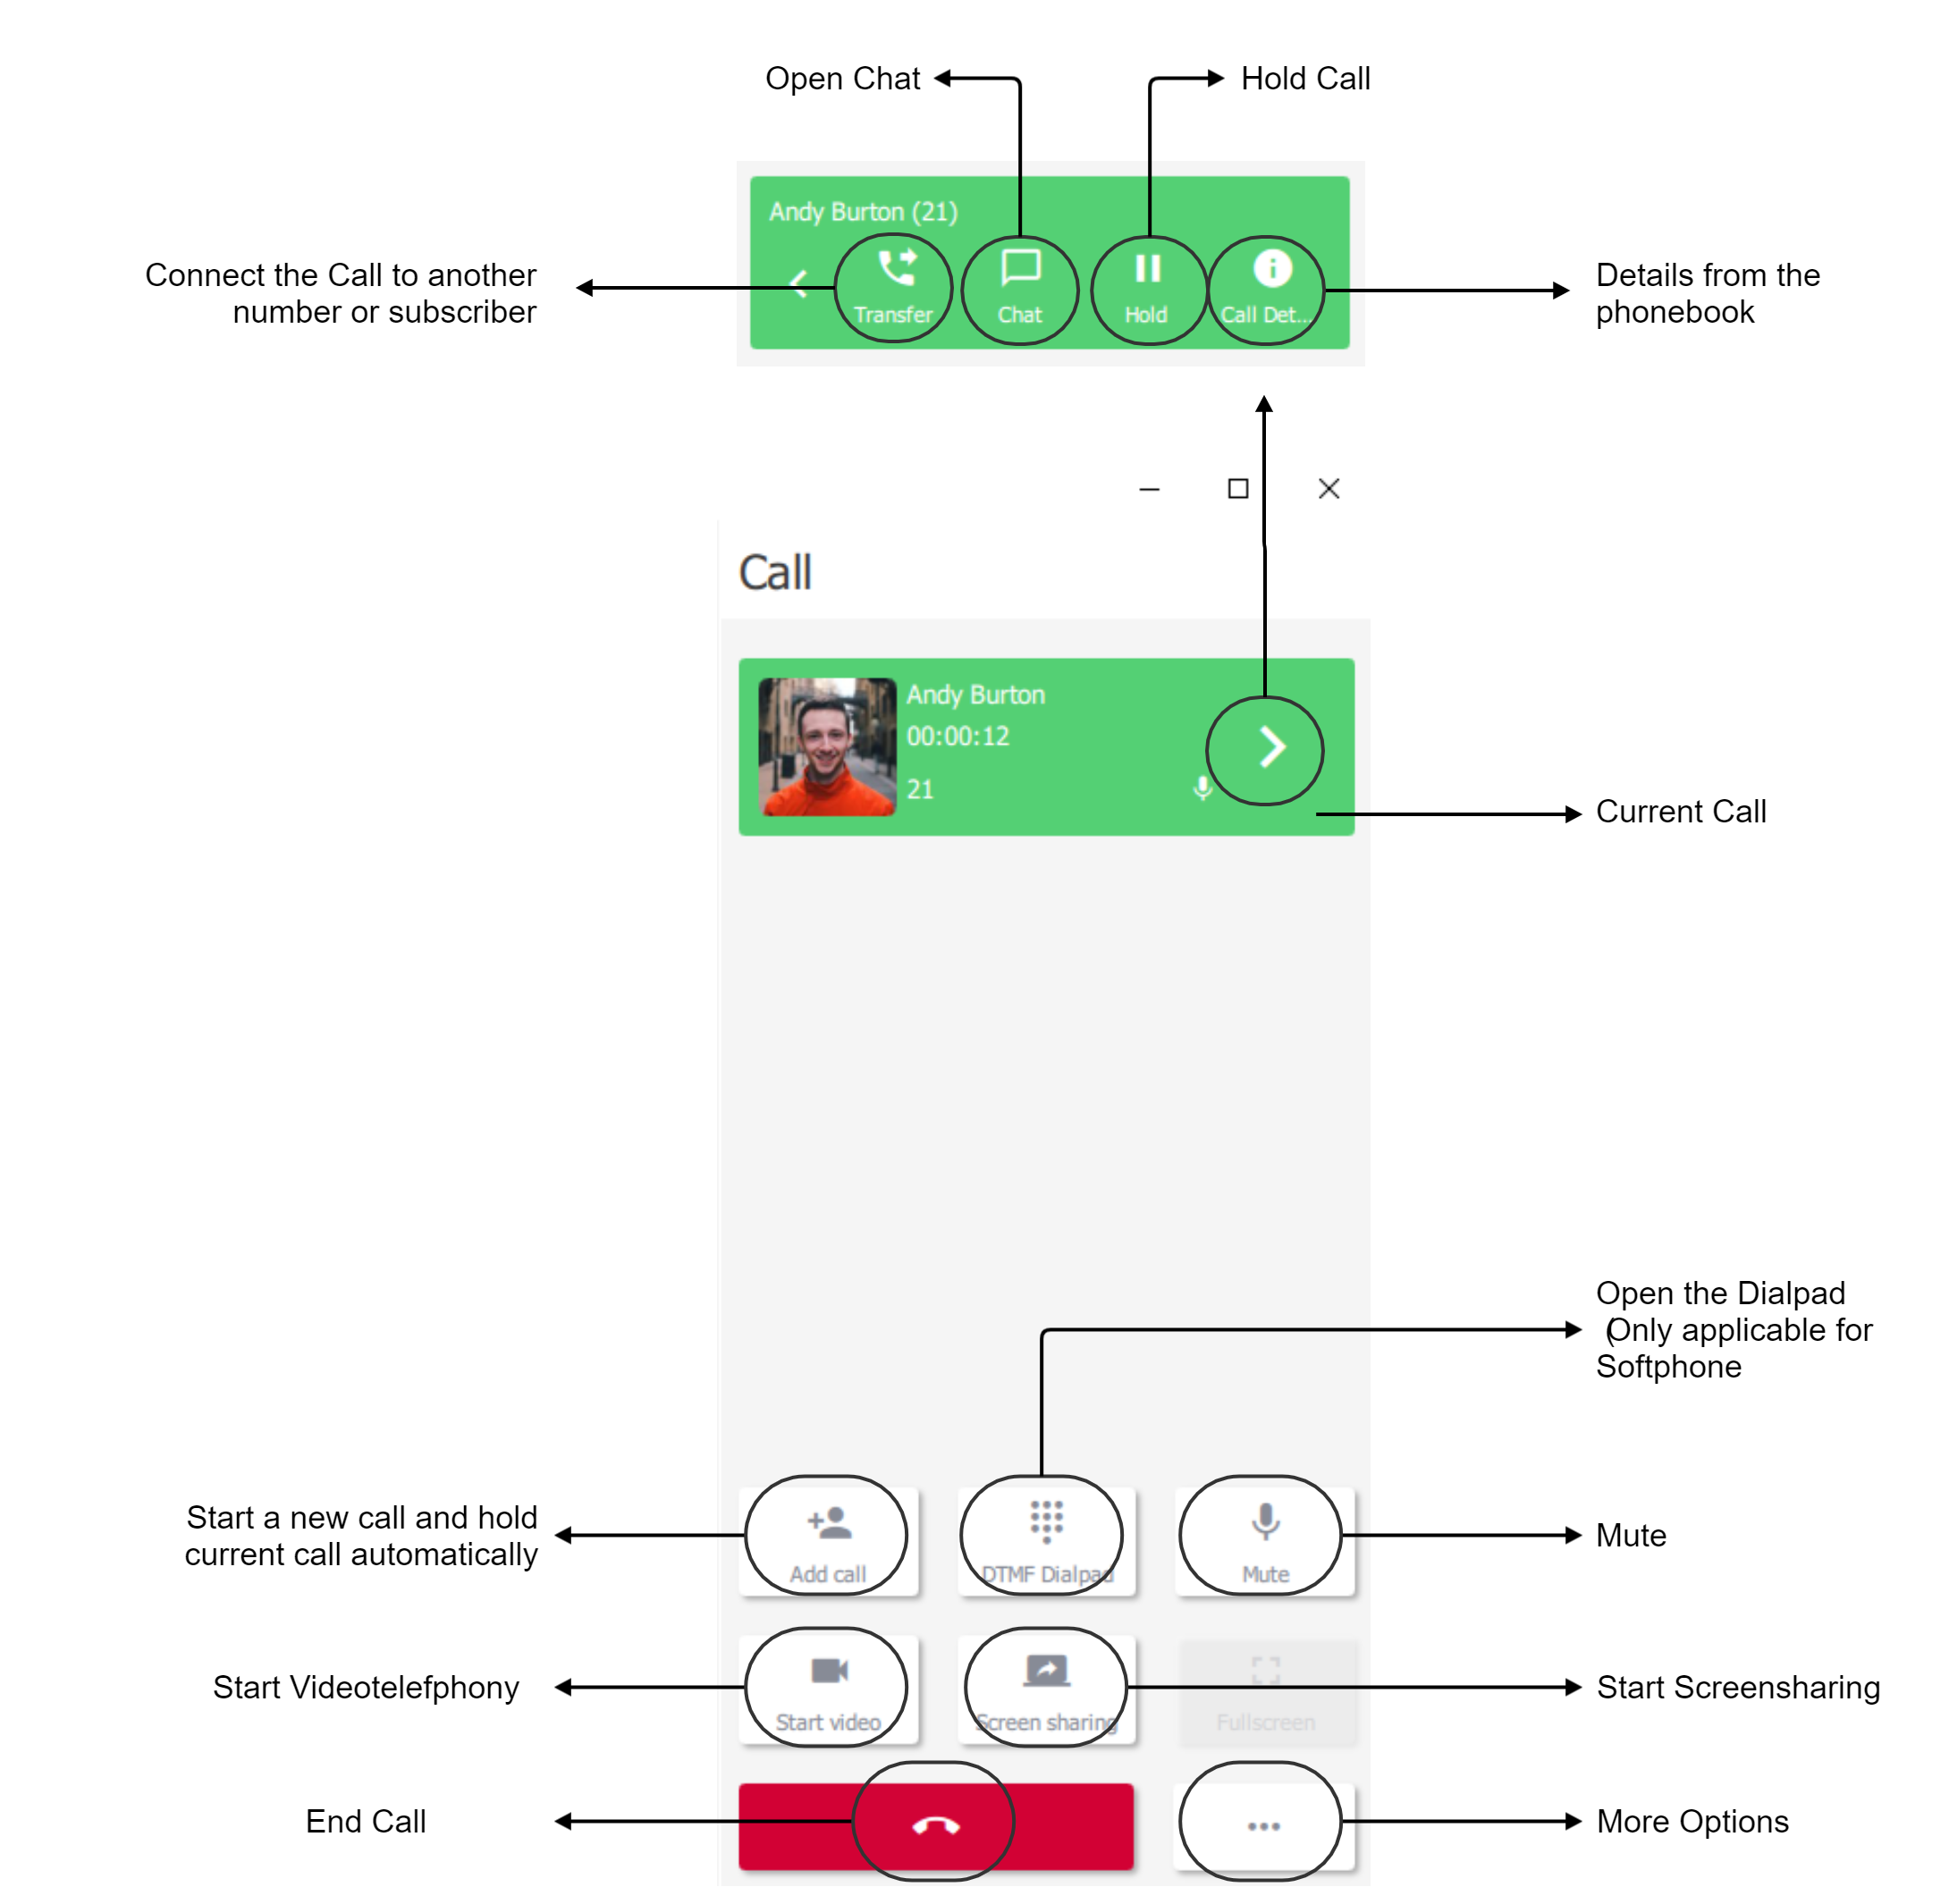 Open Chat
Hold Call
Andy Burton (21)
Connect the Call to another
number or subscriber
Transfer
Chat
Hold
Call Det...
Details from the
phonebook
Call
Andy Burton
00:00:12
21
Current Call
Open the Dialpad
(Only applicable for
Softphone
Start a new call and hold
current call automatically
Add call
DTMF Dialpad
Mute
Mute
Start Videotelefphony
Start video
Screen sharing
Fullscreen
Start Screensharing
End Call
More Options